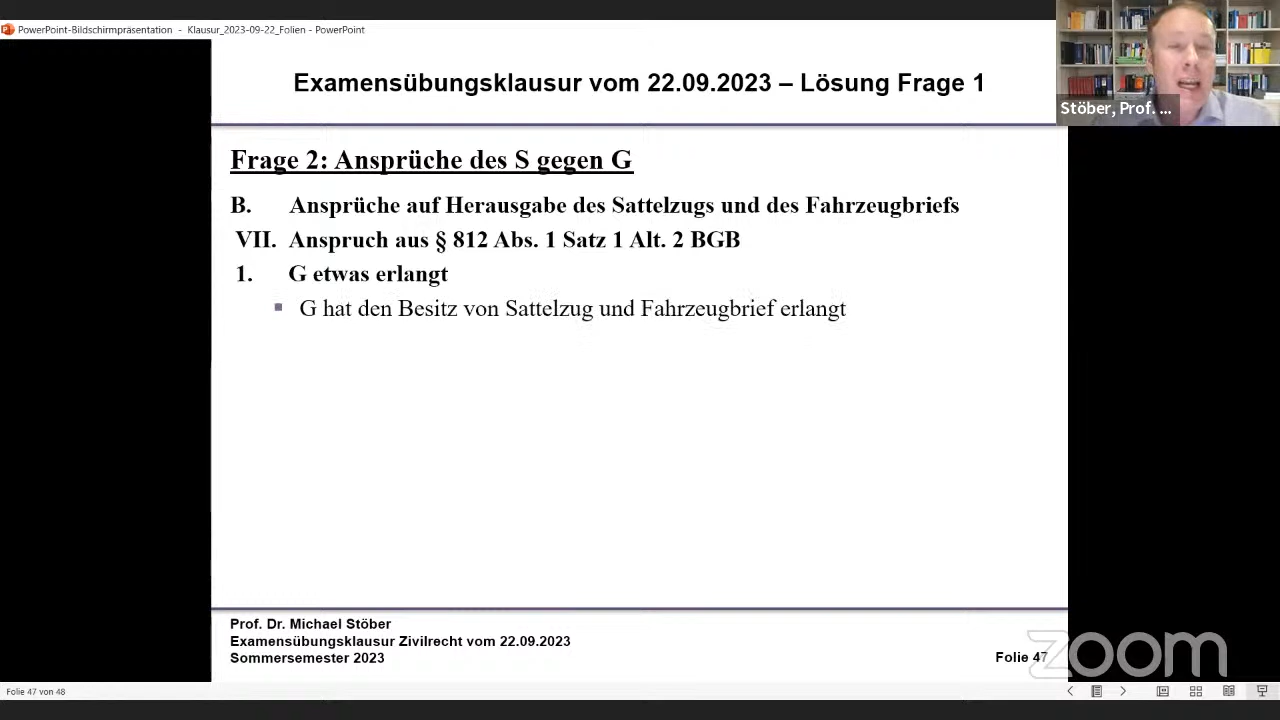 PowerPoint-Bildschirmpräsentation - Klausur_2023-09-22_Folien - PowerPoint
Examensübungsklausur vom 22.09.2023 – Lösung Frage 1
Stöber, Prof. ...
Frage 2: Ansprüche des S gegen G
B. Ansprüche auf Herausgabe des Sattelzugs und des Fahrzeugbriefs
VII. Anspruch aus § 812 Abs. 1 Satz 1 Alt. 2 BGB
1. G etwas erlangt
▪ G hat den Besitz von Sattelzug und Fahrzeugbrief erlangt
Prof. Dr. Michael Stöber
Examensübungsklausur Zivilrecht vom 22.09.2023
Sommersemester 2023
Folie 47
zoom
Folie 47 von 48